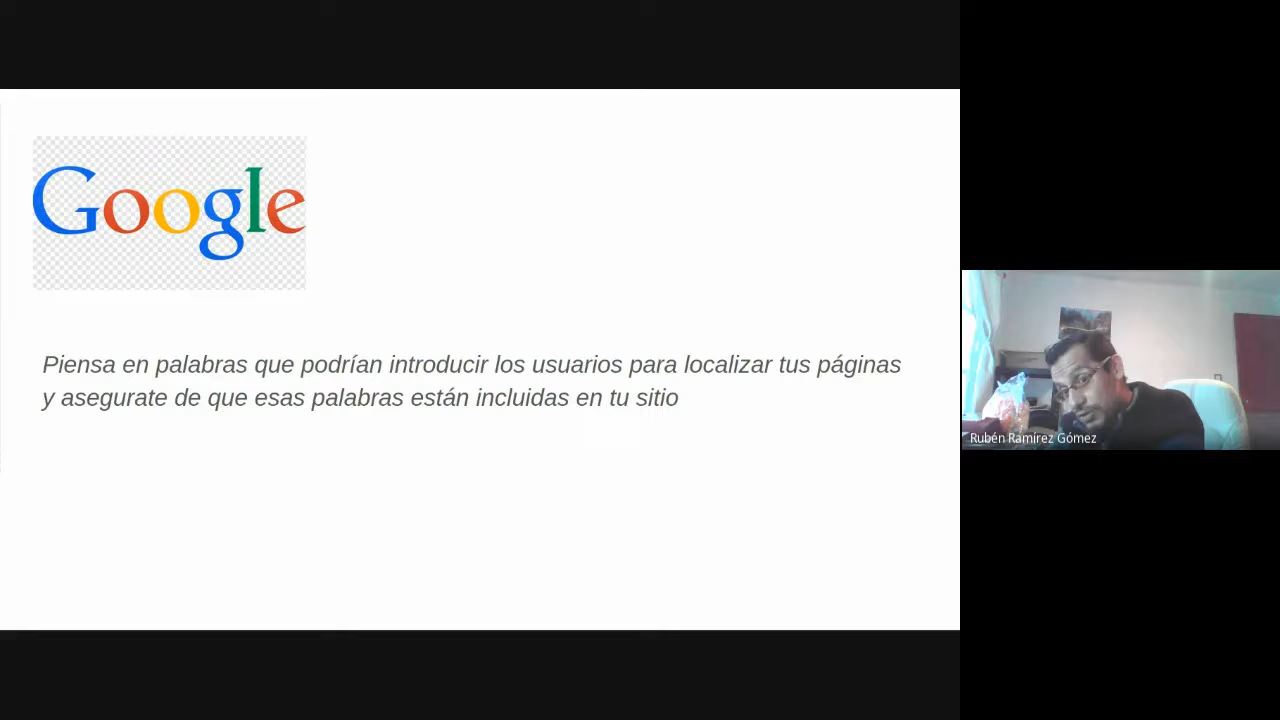 Google
Piensa en palabras que podrían introducir los usuarios para localizar tus páginas
y asegurate de que esas palabras están incluidas en tu sitio
Rubén Ramírez Gómez